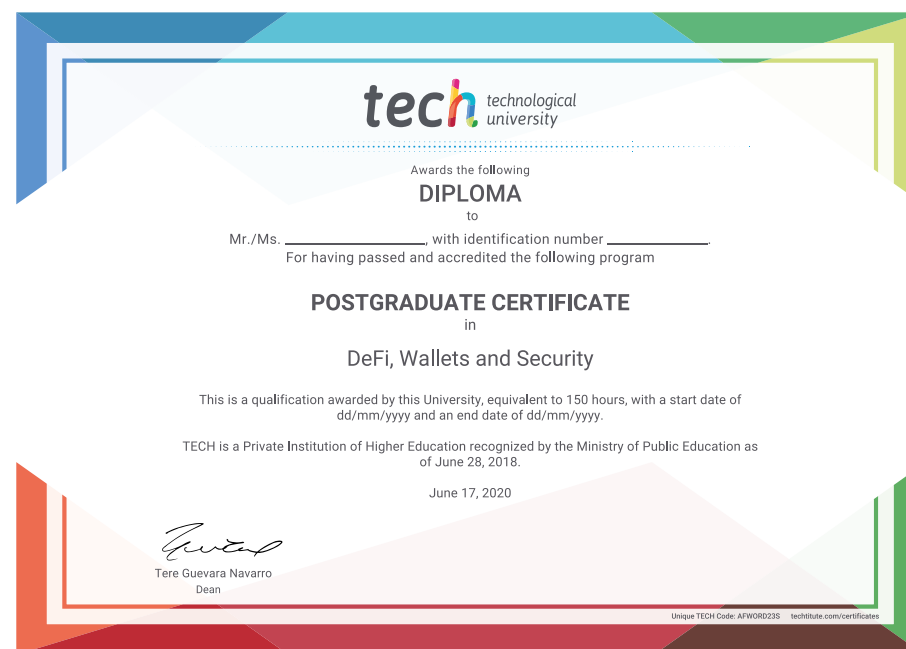 tech technological
university
Awards the following
DIPLOMA
to
Mr./Ms. ____________________, with identification number ______________.
For having passed and accredited the following program
POSTGRADUATE CERTIFICATE
in
DeFi, Wallets and Security
This is a qualification awarded by this University, equivalent to 150 hours, with a start date of
dd/mm/yyyy and an end date of dd/mm/yyyy.
TECH is a Private Institution of Higher Education recognized by the Ministry of Public Education as
of June 28, 2018.
June 17, 2020
Tere Guevara Navarro
Dean
Unique TECH Code: AFWORD23S techtitute.com/certificates